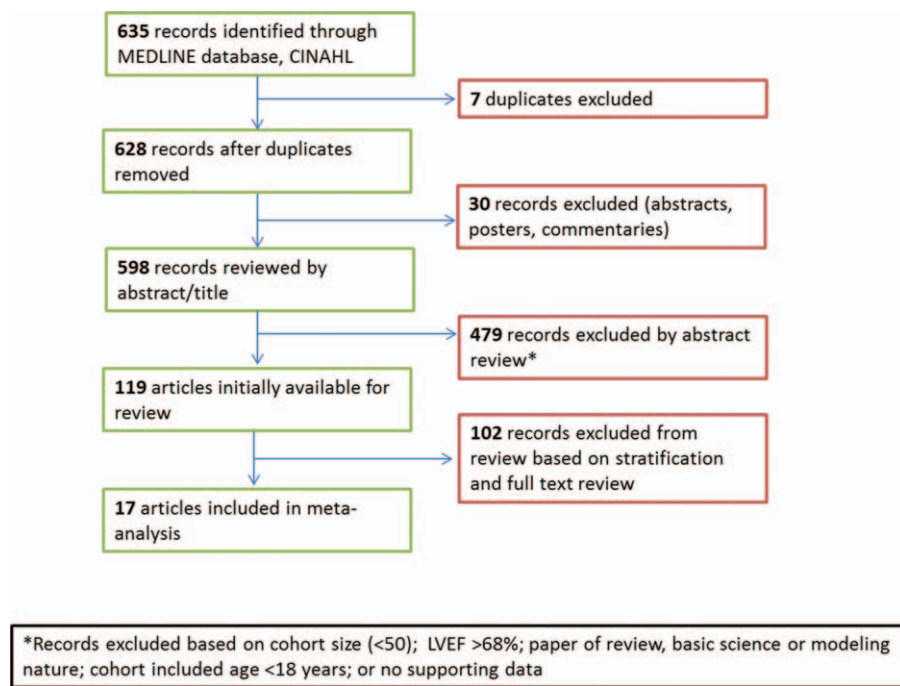 635 records identified through
MEDLINE database, CINAHL
7 duplicates excluded
628 records after duplicates
removed
30 records excluded (abstracts,
posters, commentaries)
598 records reviewed by
abstract/title
479 records excluded by abstract
review*
119 articles initially available for
review
102 records excluded from
review based on stratification
and full text review
17 articles included in meta-
analysis
*Records excluded based on cohort size (<50); LVEF >68%; paper of review, basic science or modeling
nature; cohort included age <18 years; or no supporting data